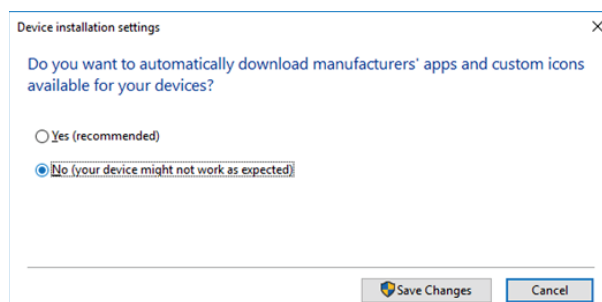 Device installation settings
Do you want to automatically download manufacturers' apps and custom icons
available for your devices?
Yes (recommended)
No (your device might not work as expected)
Save Changes
Cancel